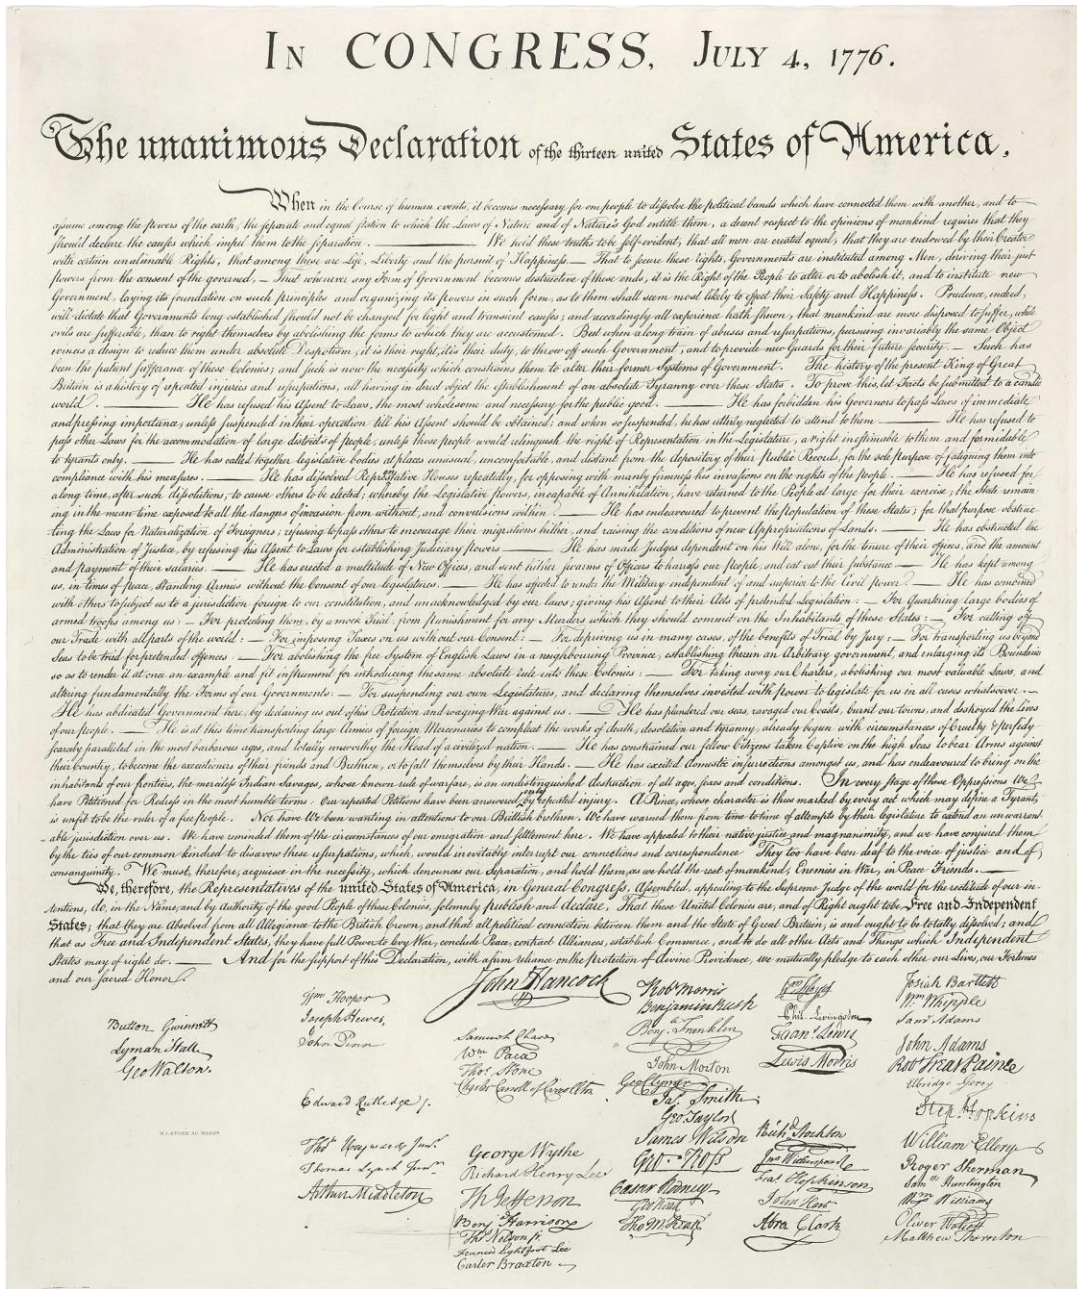 In CONGRESS, July 4, 1776.
The unanimous Declaration of the thirteen united States of America,
When in the Course of human events, it becomes necessary for one people to dissolve the political bands which have connected them with another, and to
assume among the powers of the earth, the separate and equal station to which the Laws of Nature and of Nature's God entitle them, a decent respect to the opinions of mankind requires that they
should declare the causes which impel them to the separation. ——— We hold these truths to be self-evident, that all men are created equal, that they are endowed by their Creator
with certain unalienable Rights, that among these are Life, Liberty and the pursuit of Happiness. — That to secure these rights, Governments are instituted among Men, deriving their just
powers from the consent of the governed, — That whenever any Form of Government becomes destructive of these ends, it is the Right of the People to alter or to abolish it, and to institute new
Government, laying its foundation on such principles and organizing its powers in such form, as to them shall seem most likely to effect their Safety and Happiness. Prudence, indeed,
will dictate that Governments long established should not be changed for light and transient causes; and accordingly all experience hath shewn, that mankind are more disposed to suffer, while
evils are sufferable, than to right themselves by abolishing the forms to which they are accustomed. But when a long train of abuses and usurpations, pursuing invariably the same Object
evinces a design to reduce them under absolute Despotism, it is their right, it is their duty, to throw off such Government, and to provide new Guards for their future security. — Such has
been the patient sufferance of these Colonies; and such is now the necessity which constrains them to alter their former Systems of Government. The history of the present King of Great
Britain is a history of repeated injuries and usurpations, all having in direct object the establishment of an absolute Tyranny over these States. To prove this, let Facts be submitted to a candid
world. ——— He has refused his Assent to Laws, the most wholesome and necessary for the public good. ——— He has forbidden his Governors to pass Laws of immediate
and pressing importance, unless suspended in their operation till his Assent should be obtained; and when so suspended, he has utterly neglected to attend to them. ——— He has refused to
pass other Laws for the accommodation of large districts of people, unless those people would relinquish the right of Representation in the Legislature, a right inestimable to them and formidable
to tyrants only. ——— He has called together legislative bodies at places unusual, uncomfortable, and distant from the depository of their Public Records, for the sole purpose of fatiguing them into
compliance with his measures. ——— He has dissolved Representative Houses repeatedly, for opposing with manly firmness his invasions on the rights of the people. ——— He has refused for
a long time, after such dissolutions, to cause others to be elected; whereby the Legislative powers, incapable of Annihilation, have returned to the People at large for their exercise; the State remain-
ing in the mean time exposed to all the dangers of invasion from without, and convulsions within. ——— He has endeavoured to prevent the population of these States; for that purpose obstruc-
ting the Laws for Naturalization of Foreigners; refusing to pass others to encourage their migrations hither, and raising the conditions of new Appropriations of Lands. ——— He has obstructed the
Administration of Justice, by refusing his Assent to Laws for establishing Judiciary powers ——— He has made Judges dependent on his Will alone, for the tenure of their offices, and the amount
and payment of their salaries. ——— He has erected a multitude of New Offices, and sent hither swarms of Officers to harrass our people, and eat out their substance. ——— He has kept among
us, in times of peace, Standing Armies without the Consent of our legislatures. ——— He has affected to render the Military independent of and superior to the Civil power. ——— He has combined
with others to subject us to a jurisdiction foreign to our constitution, and unacknowledged by our laws; giving his Assent to their Acts of pretended Legislation: — For Quartering large bodies of
armed troops among us: — For protecting them, by a mock Trial, from punishment for any Murders which they should commit on the Inhabitants of these States: — For cutting off
our Trade with all parts of the world: — For imposing Taxes on us without our Consent: — For depriving us in many cases, of the benefits of Trial by Jury: — For transporting us beyond
Seas to be tried for pretended offences — For abolishing the free System of English Laws in a neighbouring Province, establishing therein an Arbitrary government, and enlarging its Boundaries
so as to render it at once an example and fit instrument for introducing the same absolute rule into these Colonies: — For taking away our Charters, abolishing our most valuable Laws, and
altering fundamentally the Forms of our Governments: — For suspending our own Legislatures, and declaring themselves invested with power to legislate for us in all cases whatsoever. —
He has abdicated Government here, by declaring us out of his Protection and waging War against us. ——— He has plundered our seas, ravaged our Coasts, burnt our towns, and destroyed the Lives
of our people. ——— He is at this time transporting large Armies of foreign Mercenaries to compleat the works of death, desolation and tyranny, already begun with circumstances of Cruelty & perfidy
scarcely paralleled in the most barbarous ages, and totally unworthy the Head of a civilized nation. ——— He has constrained our fellow Citizens taken Captive on the high Seas to bear Arms against
their Country, to become the executioners of their friends and Brethren, or to fall themselves by their Hands. ——— He has excited domestic insurrections amongst us, and has endeavoured to bring on the
inhabitants of our frontiers, the merciless Indian Savages, whose known rule of warfare, is an undistinguished destruction of all ages, sexes and conditions. In every stage of these Oppressions We
have Petitioned for Redress in the most humble terms: Our repeated Petitions have been answered only by repeated injury. A Prince, whose character is thus marked by every act which may define a Tyrant,
is unfit to be the ruler of a free people. Nor have We been wanting in attentions to our Brittish brethren. We have warned them from time to time of attempts by their legislature to extend an unwarrant-
able jurisdiction over us. We have reminded them of the circumstances of our emigration and settlement here. We have appealed to their native justice and magnanimity, and we have conjured them
by the ties of our common kindred to disavow these usurpations, which, would inevitably interrupt our connections and correspondence They too have been deaf to the voice of justice and of
consanguinity. We must, therefore, acquiesce in the necessity, which denounces our Separation, and hold them, as we hold the rest of mankind, Enemies in War, in Peace Friends. ———
We, therefore, the Representatives of the united States of America, in General Congress, Assembled, appealing to the Supreme Judge of the world for the rectitude of our in-
tentions, do, in the Name, and by Authority of the good People of these Colonies, solemnly publish and declare, That these United Colonies are, and of Right ought to be Free and Independent
States; that they are Absolved from all Allegiance to the British Crown, and that all political connection between them and the State of Great Britain, is and ought to be totally dissolved; and
that as Free and Independent States, they have full Power to levy War, conclude Peace, contract Alliances, establish Commerce, and to do all other Acts and Things which Independent
States may of right do. ——— And for the support of this Declaration, with a firm reliance on the protection of divine Providence, we mutually pledge to each other our Lives, our Fortunes
and our sacred Honor.
Button Gwinnett
Lyman Hall
Geo Walton.
Wm Hooper
Joseph Hewes,
John Penn
Edward Rutledge /.
Thos Heyward Junr.
Thomas Lynch Junr.
Arthur Middleton
John Hancock
Samuel Chase
Wm Paca
Thos Stone
Charles Carroll of Carrollton
George Wythe
Richard Henry Lee
Th Jefferson
Benj Harrison
Thos Nelson jr.
Francis Lightfoot Lee
Carter Braxton
Robt Morris
Benjamin Rush
Benja. Franklin
John Morton
Geo Clymer
Jas. Smith
Geo. Taylor
James Wilson
Geo. Ross
Caesar Rodney
Geo Read
Tho M:Kean
Wm Floyd
Phil. Livingston
Frans. Lewis
Lewis Morris
Richd. Stockton
Jno Witherspoon
Fras. Hopkinson
John Hart
Abra Clark
Josiah Bartlett
Wm. Whipple
Saml Adams
John Adams
Robt Treat Paine
Elbridge Gerry
Step. Hopkins
William Ellery
Roger Sherman
Samel Huntington
Wm Williams
Oliver Wolcott
Matthew Thornton